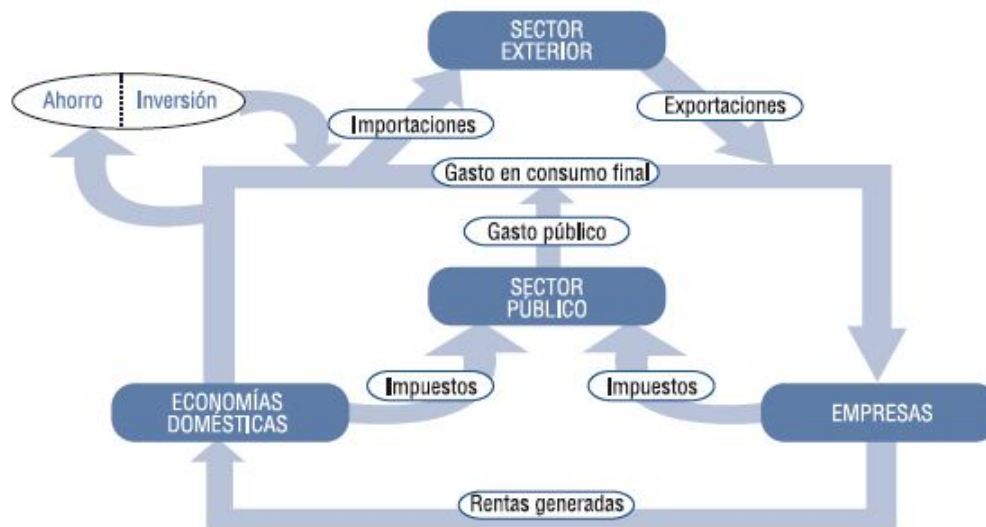 SECTOR
EXTERIOR
Ahorro
Inversión
Importaciones
Exportaciones
Gasto en consumo final
Gasto público
SECTOR
PÚBLICO
Impuestos
Impuestos
ECONOMÍAS
DOMÉSTICAS
EMPRESAS
Rentas generadas